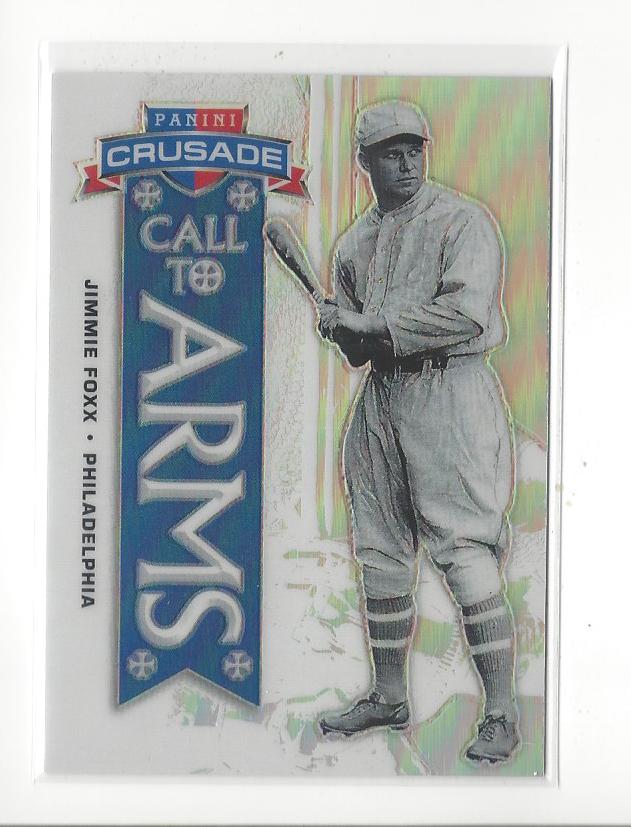 PANINI
CRUSADE
CALL
TO
ARMS
JIMMIE FOXX • PHILADELPHIA